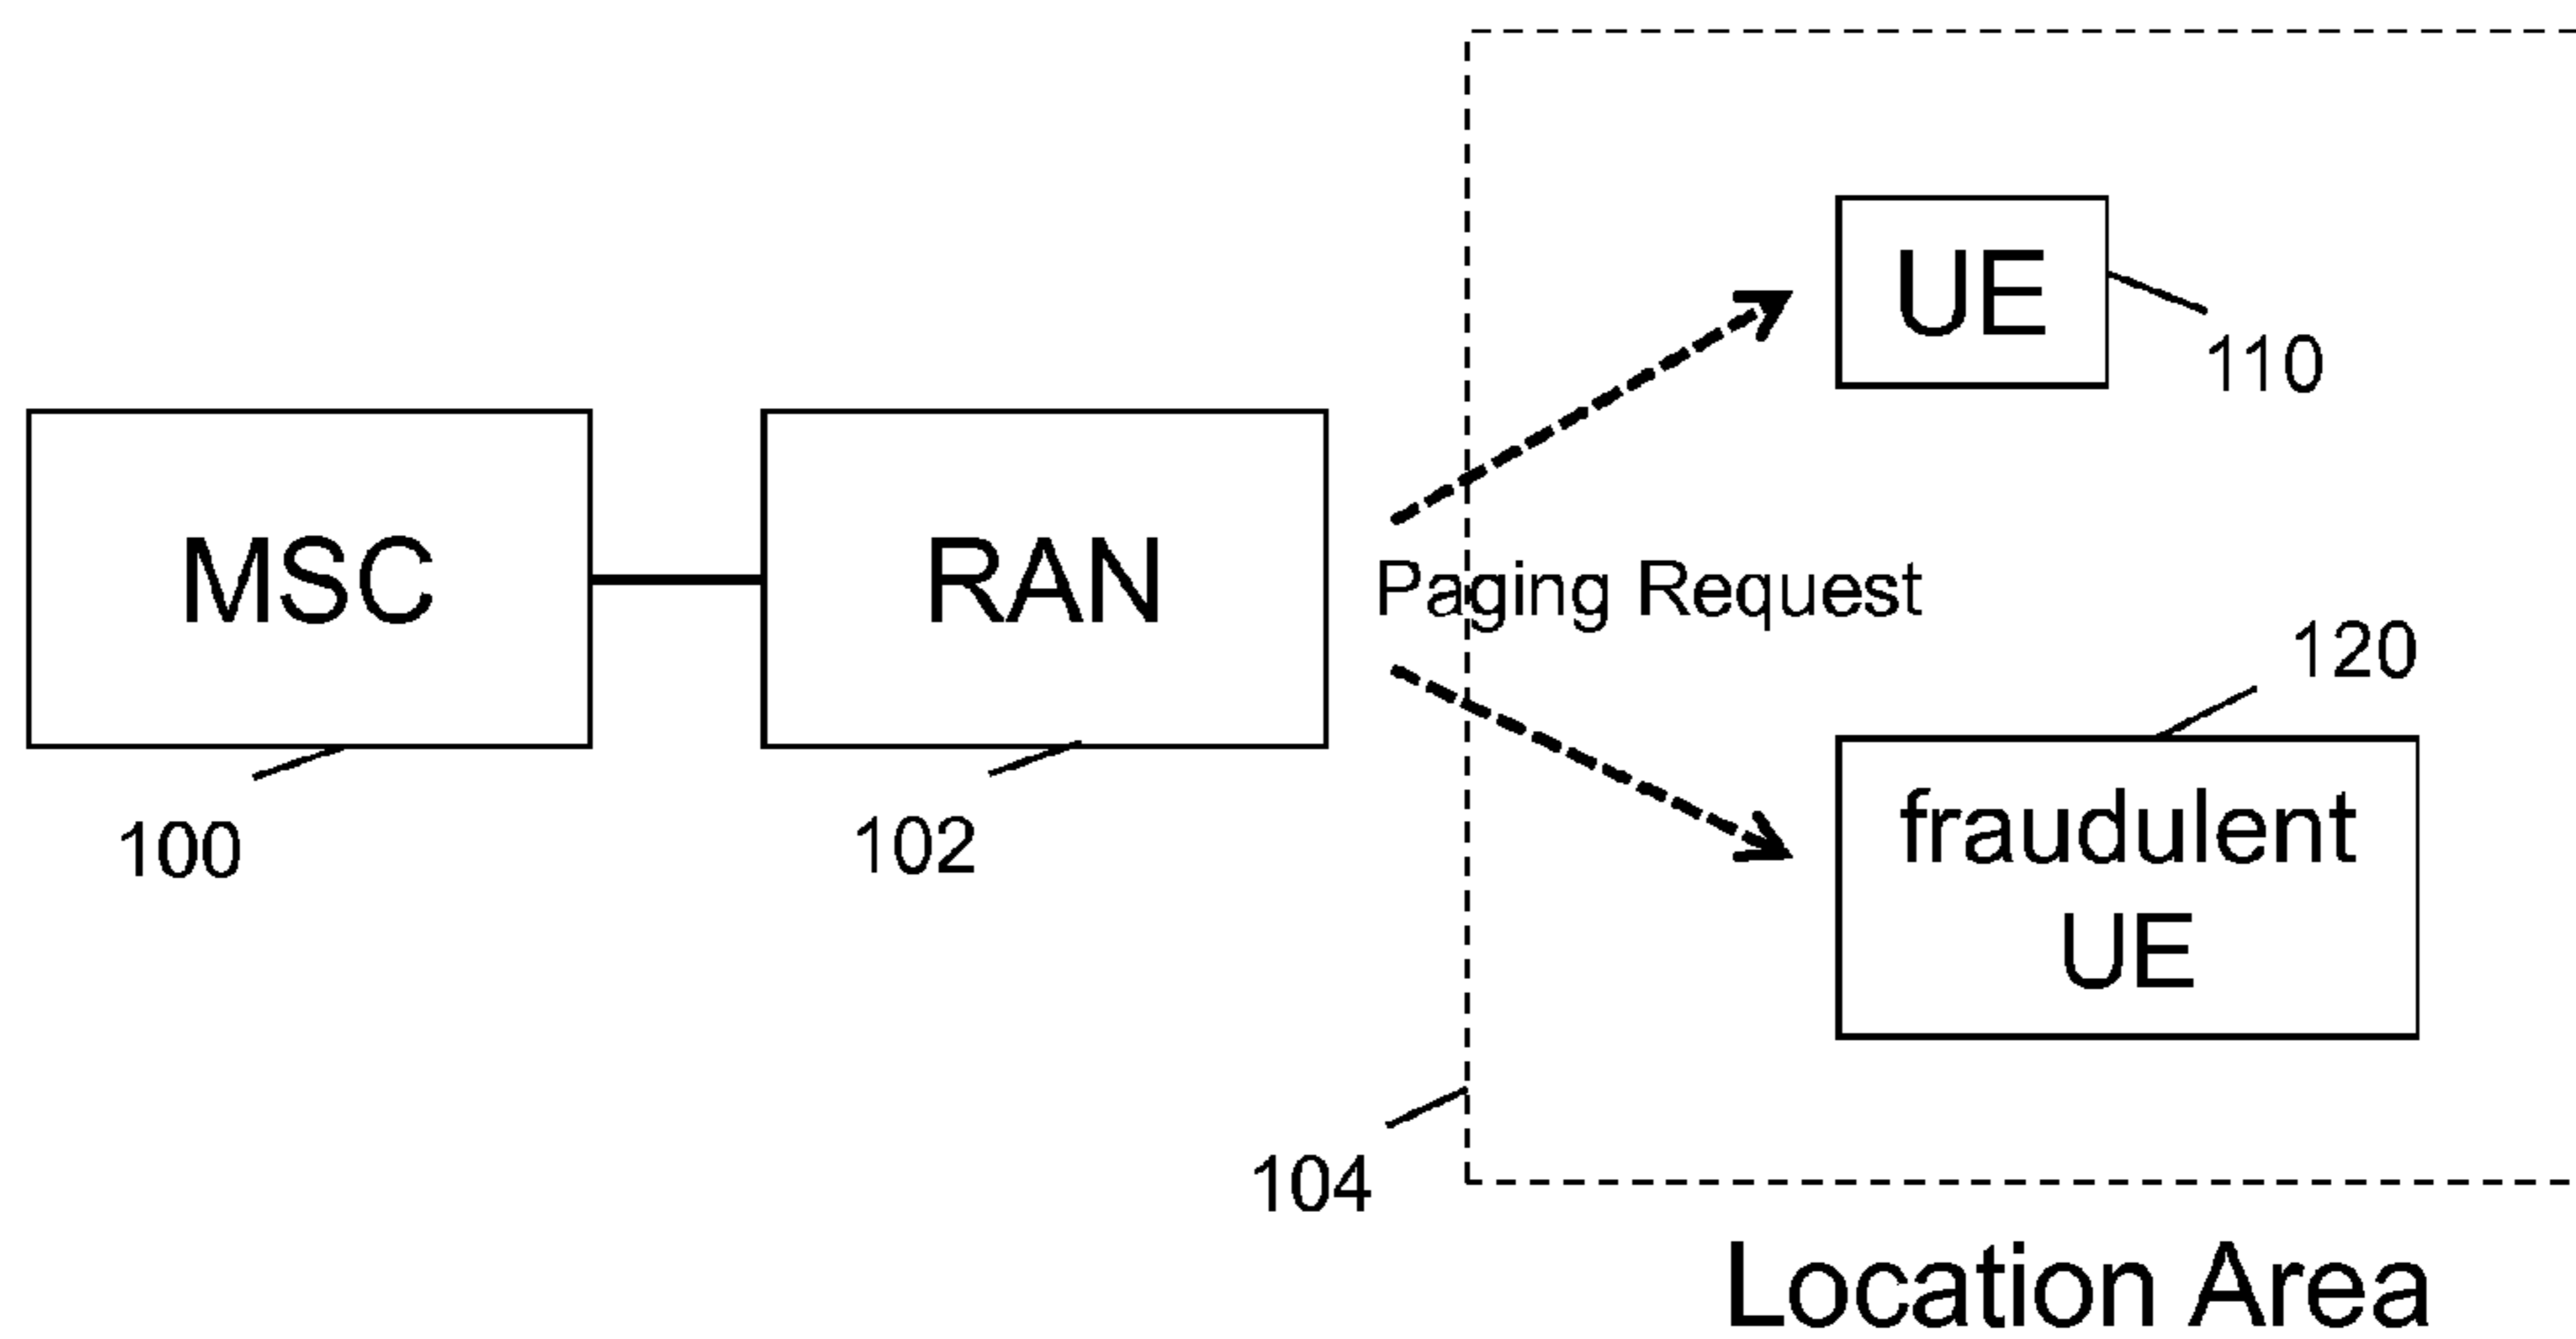 UE
110
MSC
RAN
Paging Request
100
102
120
fraudulent
UE
104
Location Area